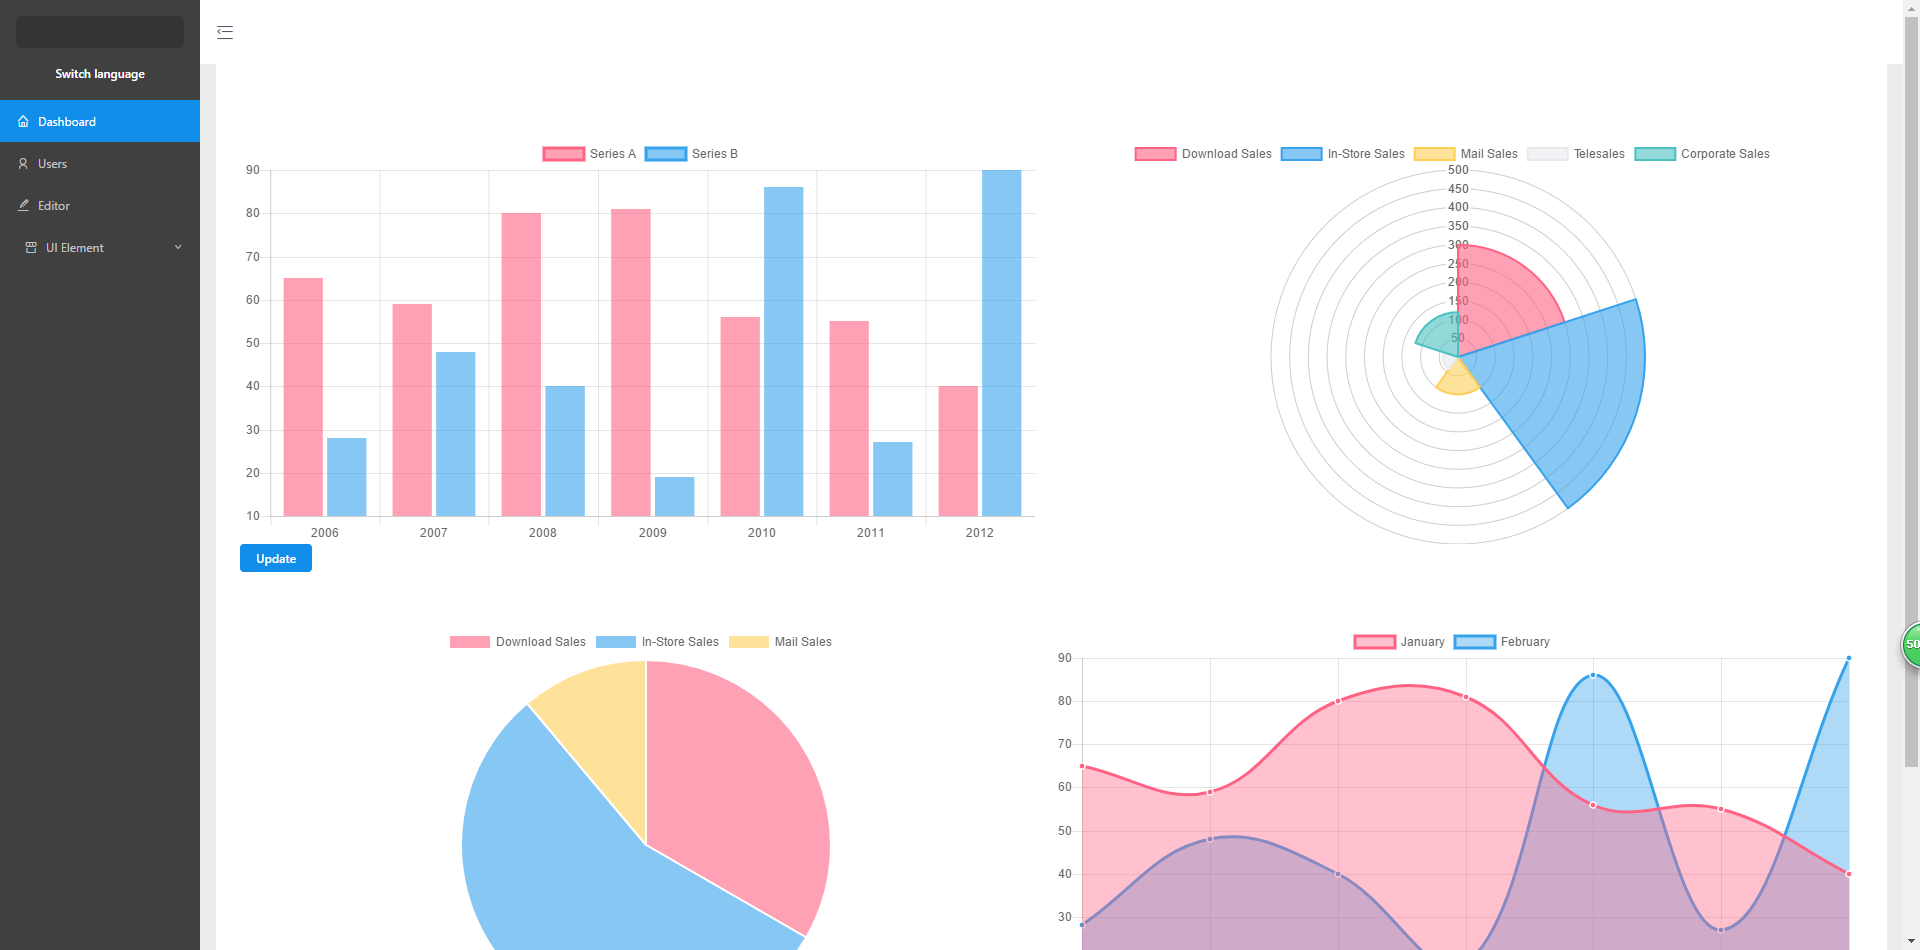 Switch language
Dashboard
Users
Editor
UI Element
Series A Series B
90
80
70
60
50
40
30
20
10
2006 2007 2008 2009 2010 2011 2012
Update
Download Sales In-Store Sales Mail Sales Telesales Corporate Sales
500
450
400
350
300
250
200
150
100
50
Download Sales In-Store Sales Mail Sales
January February
90
80
70
60
50
40
30
50